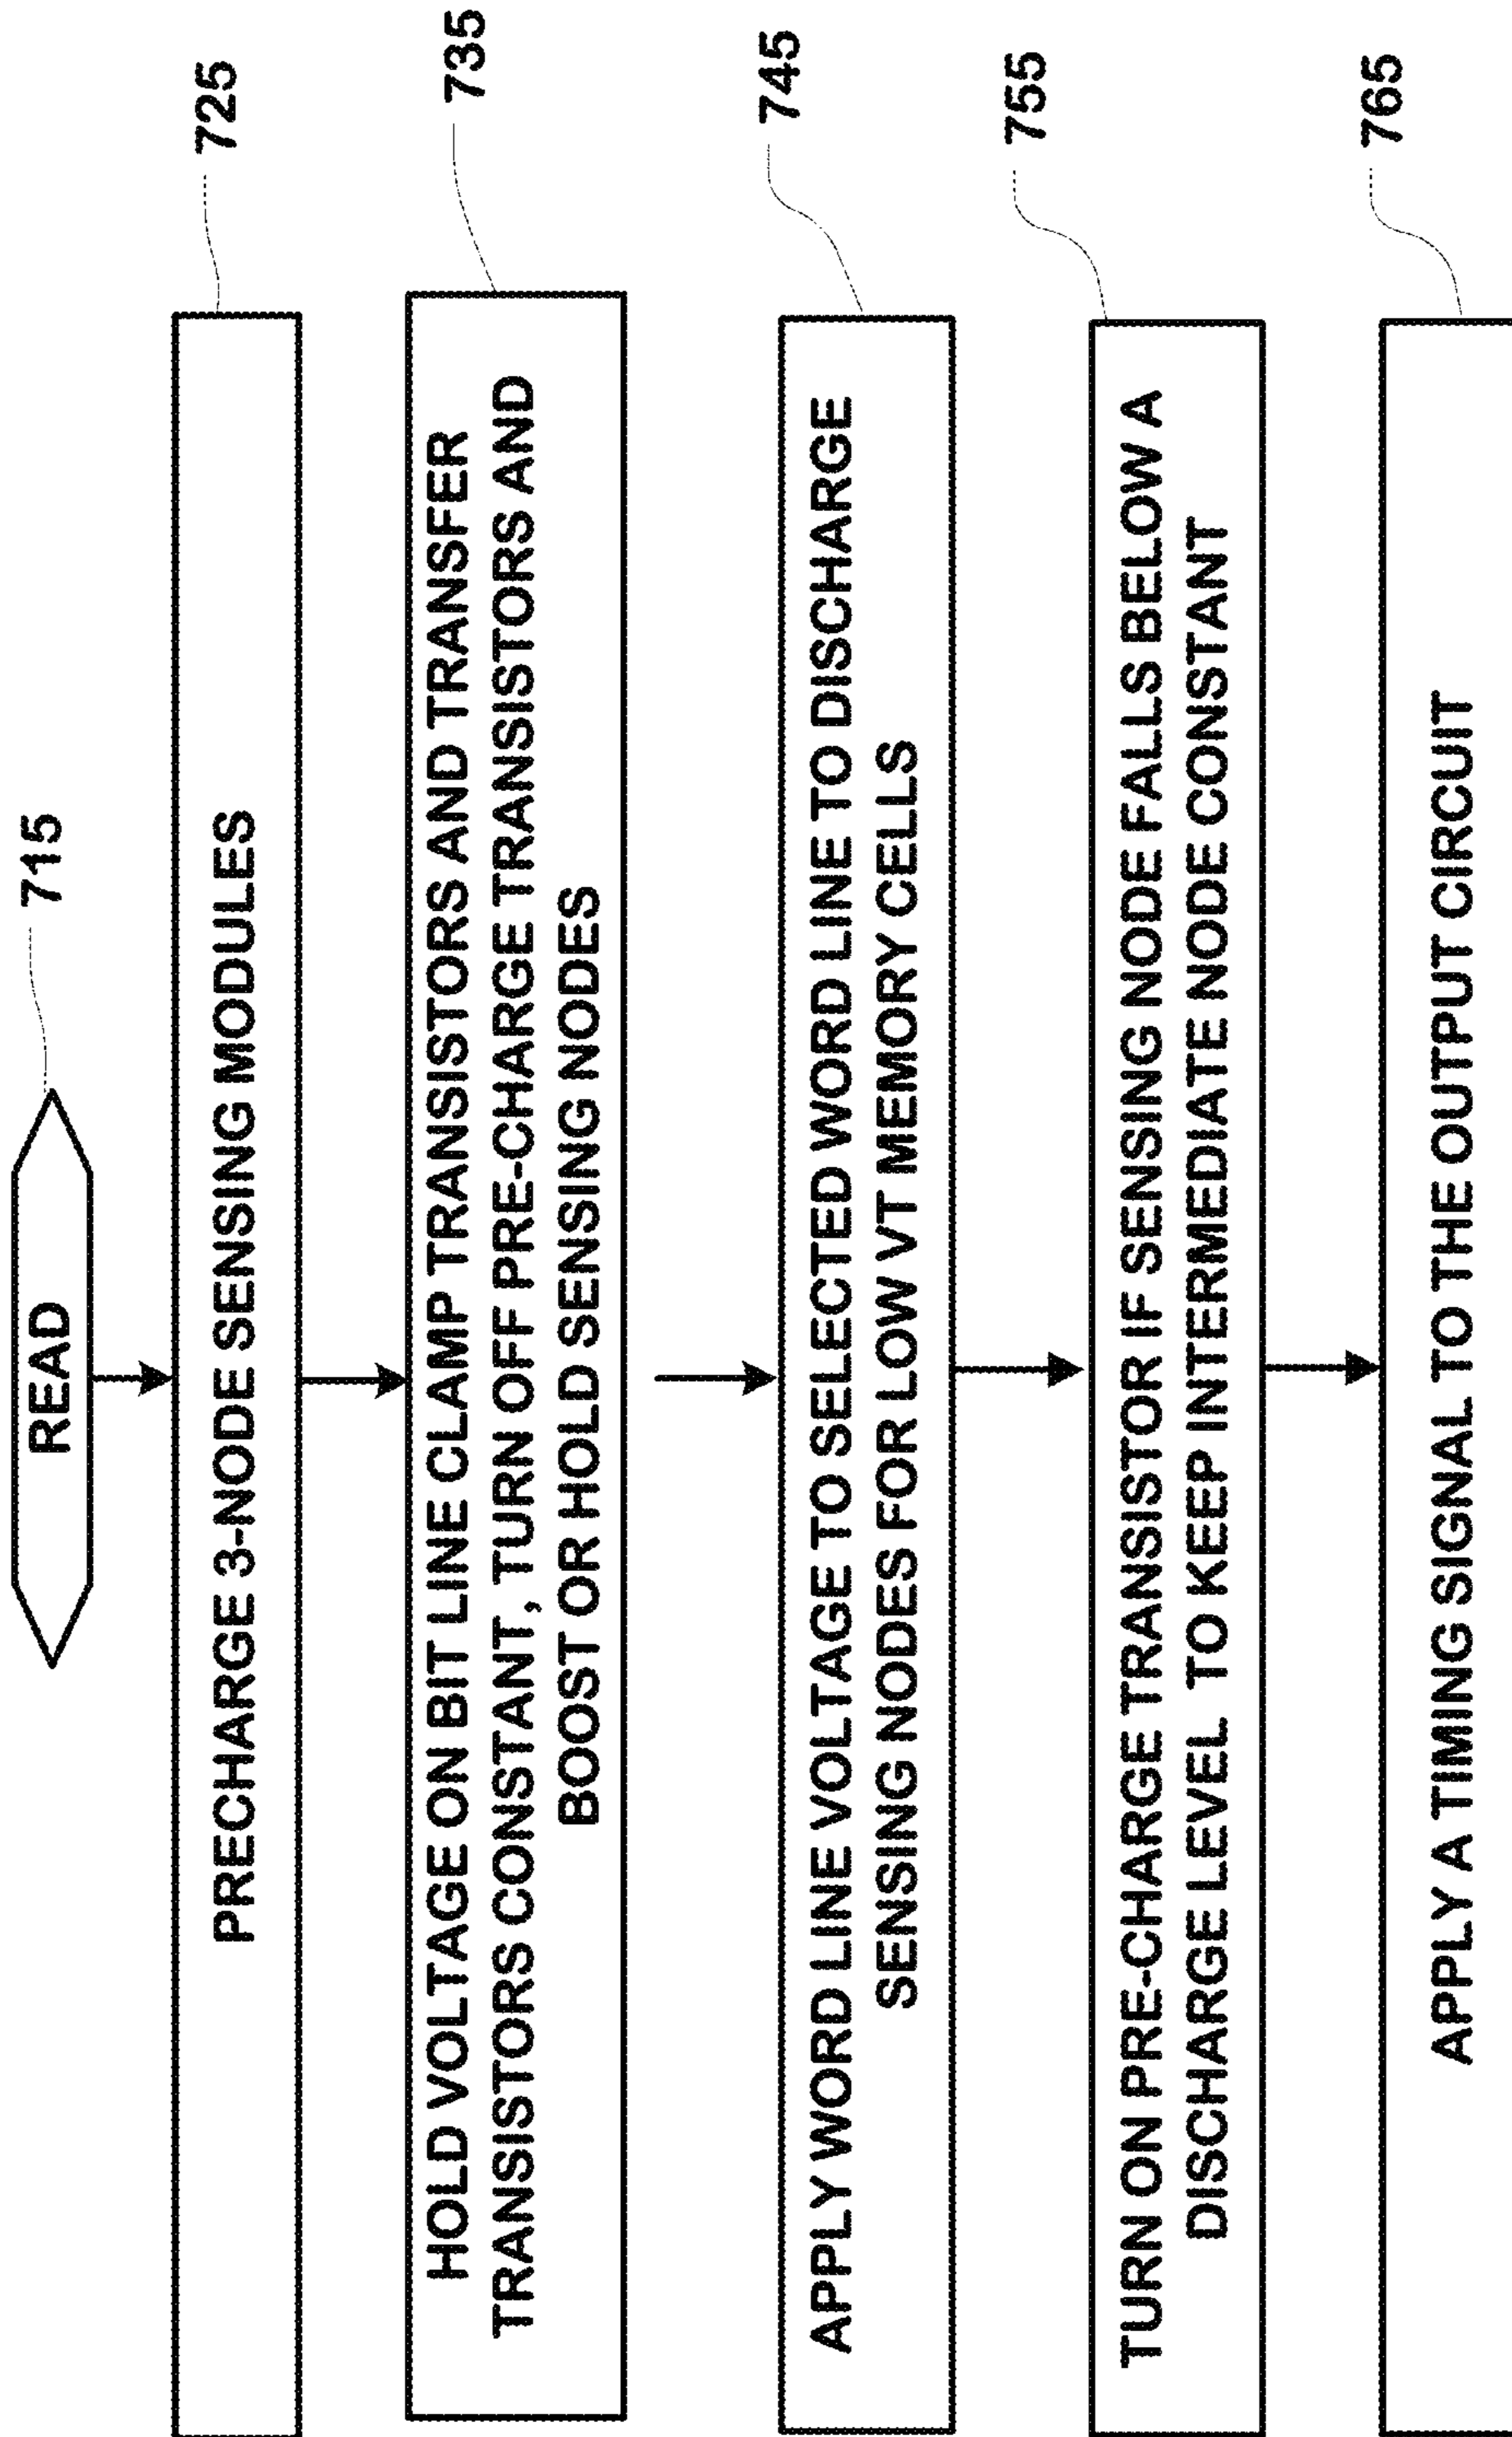 READ
715
PRECHARGE 3-NODE SENSING MODULES
725
HOLD VOLTAGE ON BIT LINE CLAMP TRANSISTORS AND TRANSFER
TRANSISTORS CONSTANT, TURN OFF PRE-CHARGE TRANSISTORS AND
BOOST OR HOLD SENSING NODES
735
APPLY WORD LINE VOLTAGE TO SELECTED WORD LINE TO DISCHARGE
SENSING NODES FOR LOW VT MEMORY CELLS
745
TURN ON PRE-CHARGE TRANSISTOR IF SENSING NODE FALLS BELOW A
DISCHARGE LEVEL TO KEEP INTERMEDIATE NODE CONSTANT
755
APPLY A TIMING SIGNAL TO THE OUTPUT CIRCUIT
765